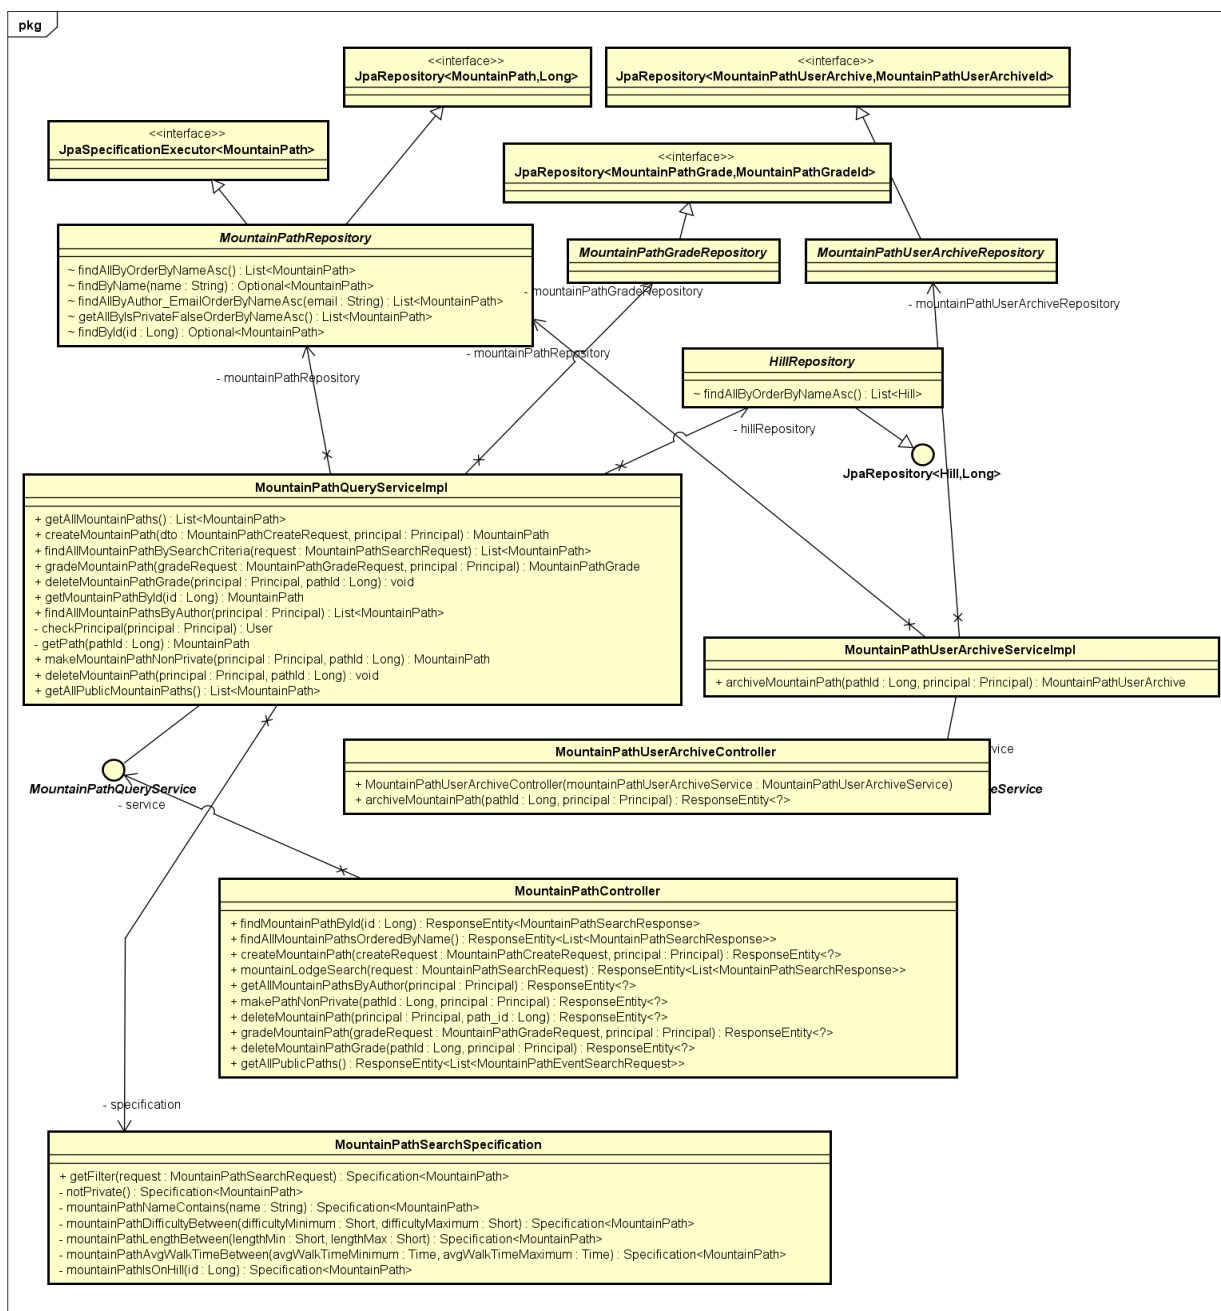 pkg
<<interface>>
JpaRepository<MountainPath,Long>
<<interface>>
JpaRepository<MountainPathUserArchive,MountainPathUserArchiveId>
<<interface>>
JpaSpecificationExecutor<MountainPath>
<<interface>>
JpaRepository<MountainPathGrade,MountainPathGradeId>
MountainPathRepository
~ findAllByOrderByNameAsc() : List<MountainPath>
~ findByName(name : String) : Optional<MountainPath>
~ findAllByAuthor_EmailOrderByNameAsc(email : String) : List<MountainPath>
~ getAllByIsPrivateFalseOrderByNameAsc() : List<MountainPath>
~ findById(id : Long) : Optional<MountainPath>
MountainPathGradeRepository
MountainPathUserArchiveRepository
- mountainPathGradeRepository
- mountainPathUserArchiveRepository
- mountainPathRepository
- mountainPathRepository
HillRepository
~ findAllByOrderByNameAsc() : List<Hill>
- hillRepository
JpaRepository<Hill,Long>
MountainPathQueryServiceImpl
+ getAllMountainPaths() : List<MountainPath>
+ createMountainPath(dto : MountainPathCreateRequest, principal : Principal) : MountainPath
+ findAllMountainPathBySearchCriteria(request : MountainPathSearchRequest) : List<MountainPath>
+ gradeMountainPath(gradeRequest : MountainPathGradeRequest, principal : Principal) : MountainPathGrade
+ deleteMountainPathGrade(principal : Principal, pathId : Long) : void
+ getMountainPathById(id : Long) : MountainPath
+ findAllMountainPathsByAuthor(principal : Principal) : List<MountainPath>
- checkPrincipal(principal : Principal) : User
- getPath(pathId : Long) : MountainPath
+ makeMountainPathNonPrivate(principal : Principal, pathId : Long) : MountainPath
+ deleteMountainPath(principal : Principal, pathId : Long) : void
+ getAllPublicMountainPaths() : List<MountainPath>
MountainPathUserArchiveServiceImpl
+ archiveMountainPath(pathId : Long, principal : Principal) : MountainPathUserArchive
MountainPathUserArchiveController
+ MountainPathUserArchiveController(mountainPathUserArchiveService : MountainPathUserArchiveService)
+ archiveMountainPath(pathId : Long, principal : Principal) : ResponseEntity<?>
vice
eService
MountainPathQueryService
- service
MountainPathController
+ findMountainPathById(id : Long) : ResponseEntity<MountainPathSearchResponse>
+ findAllMountainPathsOrderedByName() : ResponseEntity<List<MountainPathSearchResponse>>
+ createMountainPath(createRequest : MountainPathCreateRequest, principal : Principal) : ResponseEntity<?>
+ mountainLodgeSearch(request : MountainPathSearchRequest) : ResponseEntity<List<MountainPathSearchResponse>>
+ getAllMountainPathsByAuthor(principal : Principal) : ResponseEntity<?>
+ makePathNonPrivate(pathId : Long, principal : Principal) : ResponseEntity<?>
+ deleteMountainPath(principal : Principal, path_id : Long) : ResponseEntity<?>
+ gradeMountainPath(gradeRequest : MountainPathGradeRequest, principal : Principal) : ResponseEntity<?>
+ deleteMountainPathGrade(pathId : Long, principal : Principal) : ResponseEntity<?>
+ getAllPublicPaths() : ResponseEntity<List<MountainPathEventSearchRequest>>
- specification
MountainPathSearchSpecification
+ getFilter(request : MountainPathSearchRequest) : Specification<MountainPath>
- notPrivate() : Specification<MountainPath>
- mountainPathNameContains(name : String) : Specification<MountainPath>
- mountainPathDifficultyBetween(difficultyMinimum : Short, difficultyMaximum : Short) : Specification<MountainPath>
- mountainPathLengthBetween(lengthMin : Short, lengthMax : Short) : Specification<MountainPath>
- mountainPathAvgWalkTimeBetween(avgWalkTimeMinimum : Time, avgWalkTimeMaximum : Time) : Specification<MountainPath>
- mountainPathIsOnHill(id : Long) : Specification<MountainPath>